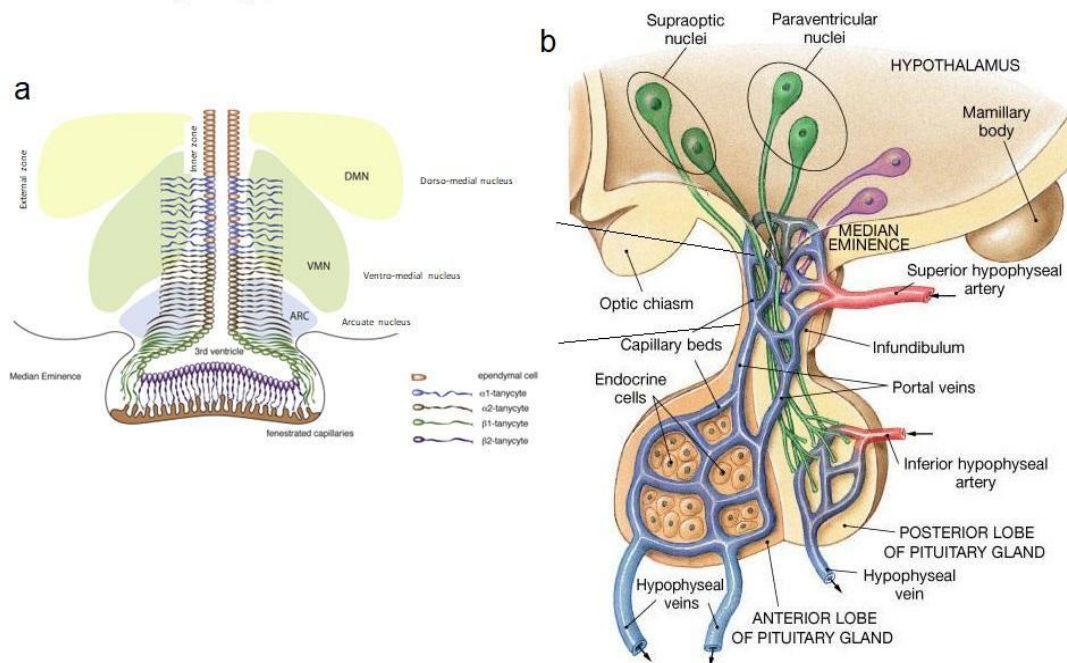 a
External zone
Inner zone
DMN
Dorso-medial nucleus
VMN
Ventro-medial nucleus
ARC
Arcuate nucleus
3rd ventricle
Median Eminence
fenestrated capillaries
ependymal cell
α1-tanycyte
α2-tanycyte
β1-tanycyte
β2-tanycyte
b
Supraoptic
nuclei
Paraventricular
nuclei
HYPOTHALAMUS
Mamillary
body
MEDIAN
EMINENCE
Optic chiasm
Superior hypophyseal
artery
Capillary beds
Infundibulum
Endocrine
cells
Portal veins
Inferior hypophyseal
artery
POSTERIOR LOBE
OF PITUITARY GLAND
Hypophyseal
vein
Hypophyseal
veins
ANTERIOR LOBE
OF PITUITARY GLAND